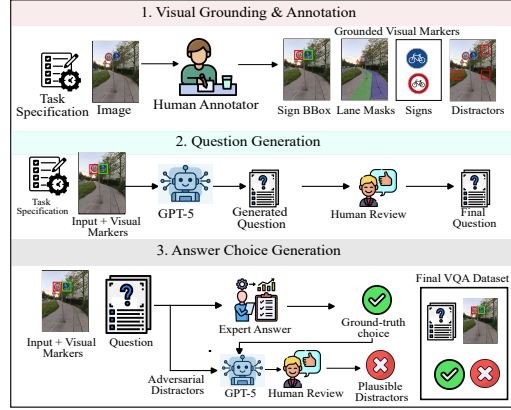 1. Visual Grounding & Annotation
Grounded Visual Markers
Task
Specification
Image
Human Annotator
Sign BBox
Lane Masks
Signs
Distractors
2. Question Generation
Task
Specification
Input + Visual
Markers
GPT-5
Generated
Question
Human Review
Final
Question
3. Answer Choice Generation
Final VQA Dataset
Input + Visual
Markers
Question
Expert Answer
Ground-truth
choice
Adversarial
Distractors
GPT-5
Human Review
Plausible
Distractors